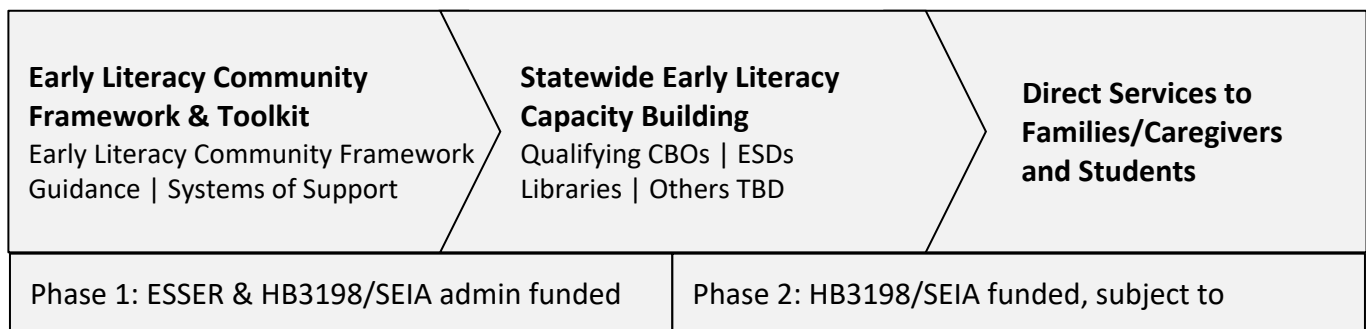 Early Literacy Community
Framework & Toolkit
Early Literacy Community Framework
Guidance | Systems of Support
Statewide Early Literacy
Capacity Building
Qualifying CBOs | ESDs
Libraries | Others TBD
Direct Services to
Families/Caregivers
and Students
Phase 1: ESSER & HB3198/SEIA admin funded
Phase 2: HB3198/SEIA funded, subject to